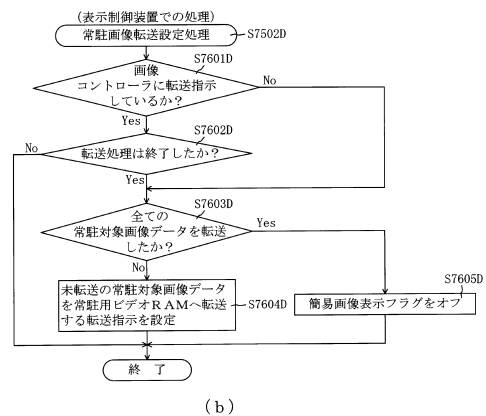 (表示制御装置での処理)
常駐画像転送設定処理
S7502D
S7601D
画像
コントローラに転送指示
しているか?
No
Yes
S7602D
転送処理は終了したか?
No
Yes
S7603D
全ての
常駐対象画像データを転送
したか?
Yes
No
未転送の常駐対象画像データ
を常駐用ビデオRAMへ転送
する転送指示を設定
S7604D
S7605D
簡易画像表示フラグをオフ
終 了
(b)